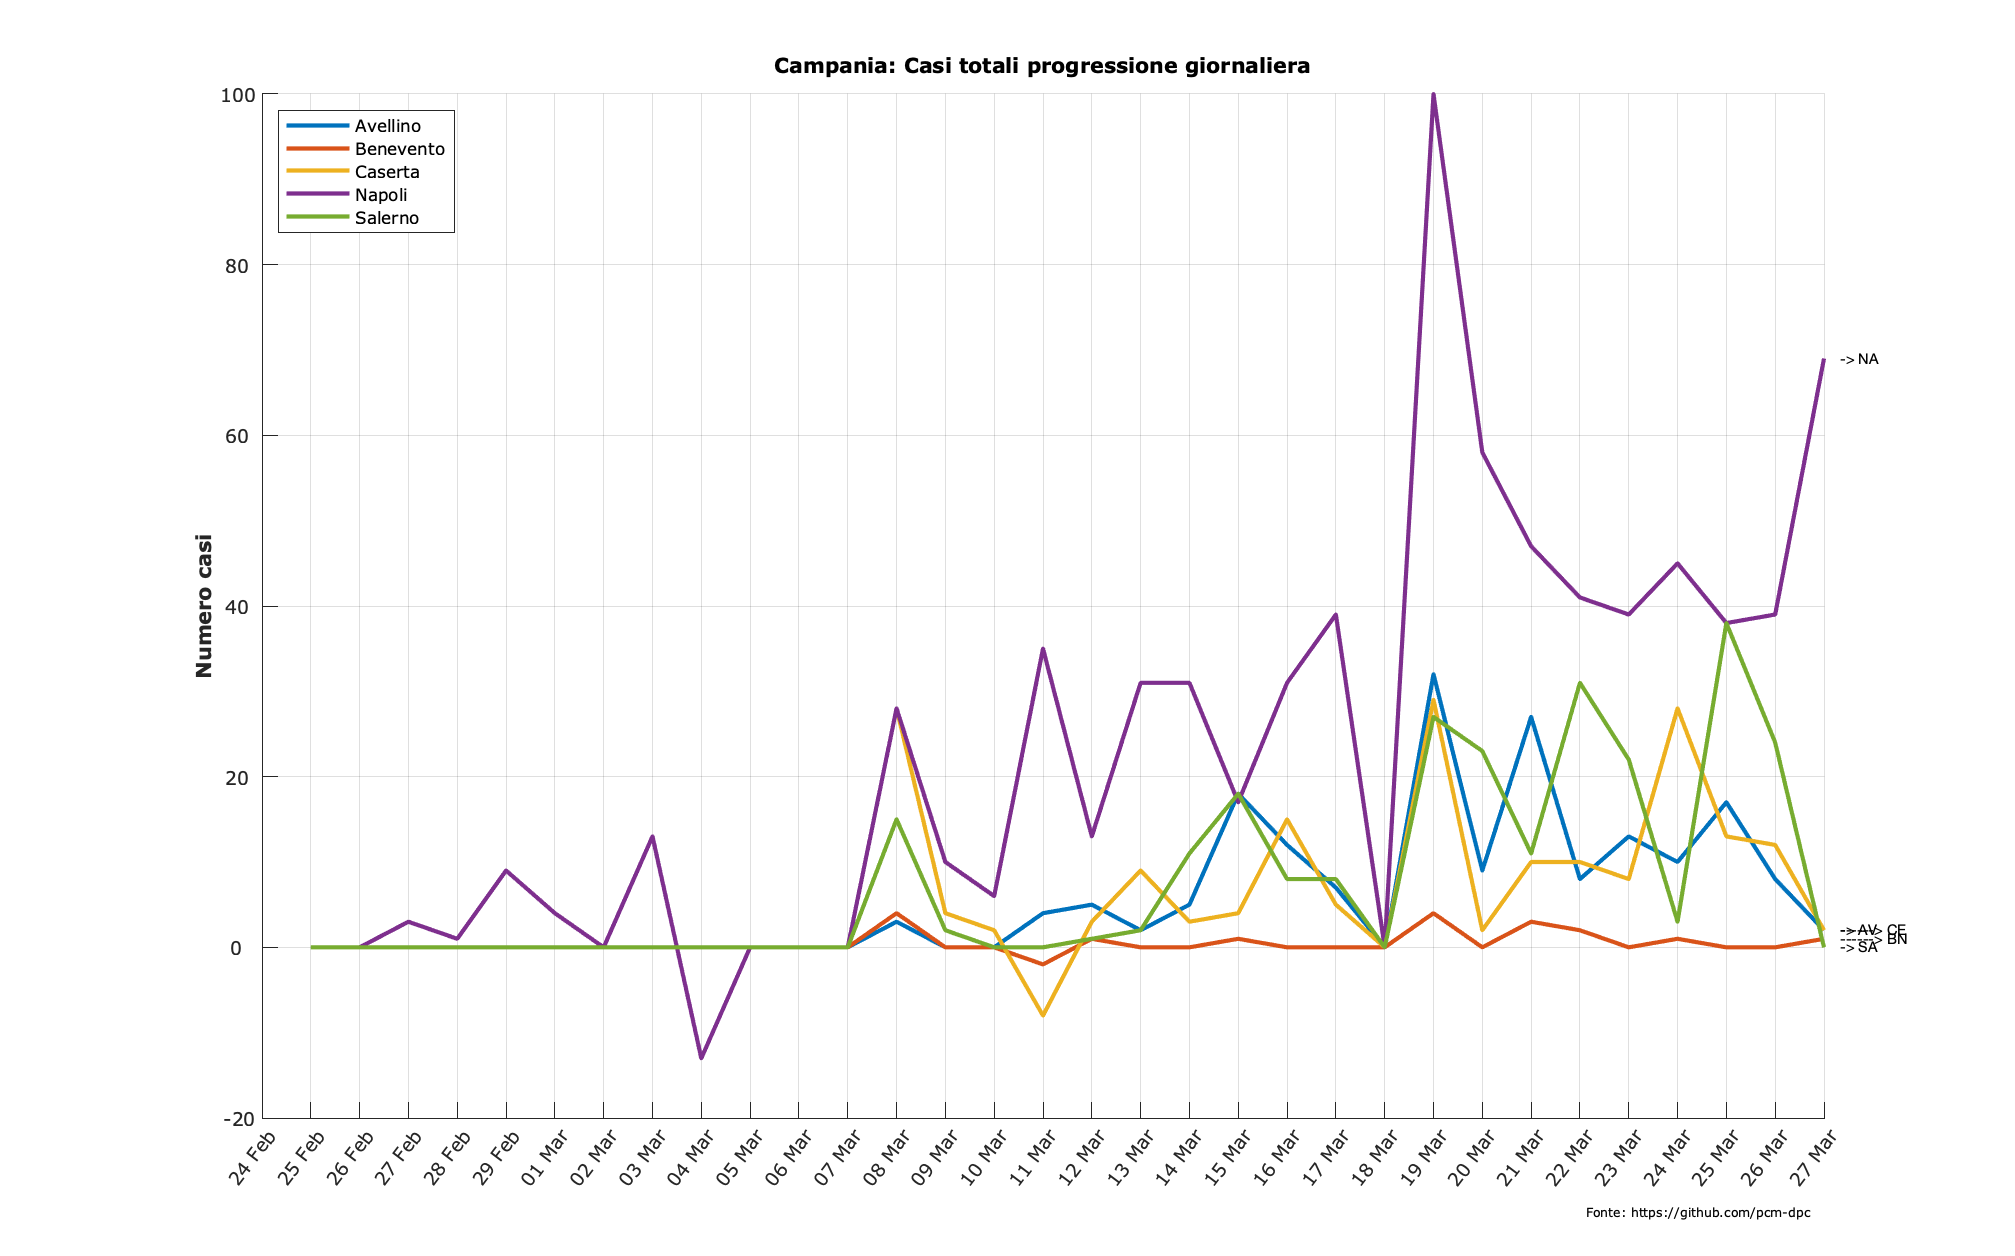 Campania: Casi totali progressione giornaliera
100
80
60
40
20
0
-20
Numero casi
Avellino
Benevento
Caserta
Napoli
Salerno
-> NA
-> AV
-----> CE
------> BN
-> SA
24 Feb
25 Feb
26 Feb
27 Feb
28 Feb
29 Feb
01 Mar
02 Mar
03 Mar
04 Mar
05 Mar
06 Mar
07 Mar
08 Mar
09 Mar
10 Mar
11 Mar
12 Mar
13 Mar
14 Mar
15 Mar
16 Mar
17 Mar
18 Mar
19 Mar
20 Mar
21 Mar
22 Mar
23 Mar
24 Mar
25 Mar
26 Mar
27 Mar
Fonte: https://github.com/pcm-dpc